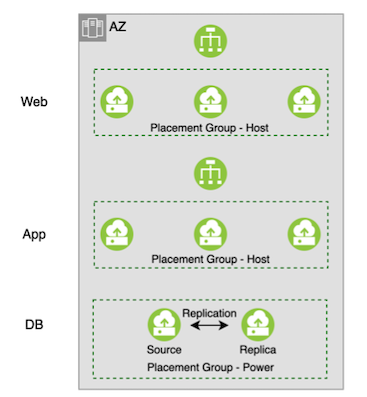 AZ
Web
Placement Group - Host
App
Placement Group - Host
DB
Replication
Source
Replica
Placement Group - Power